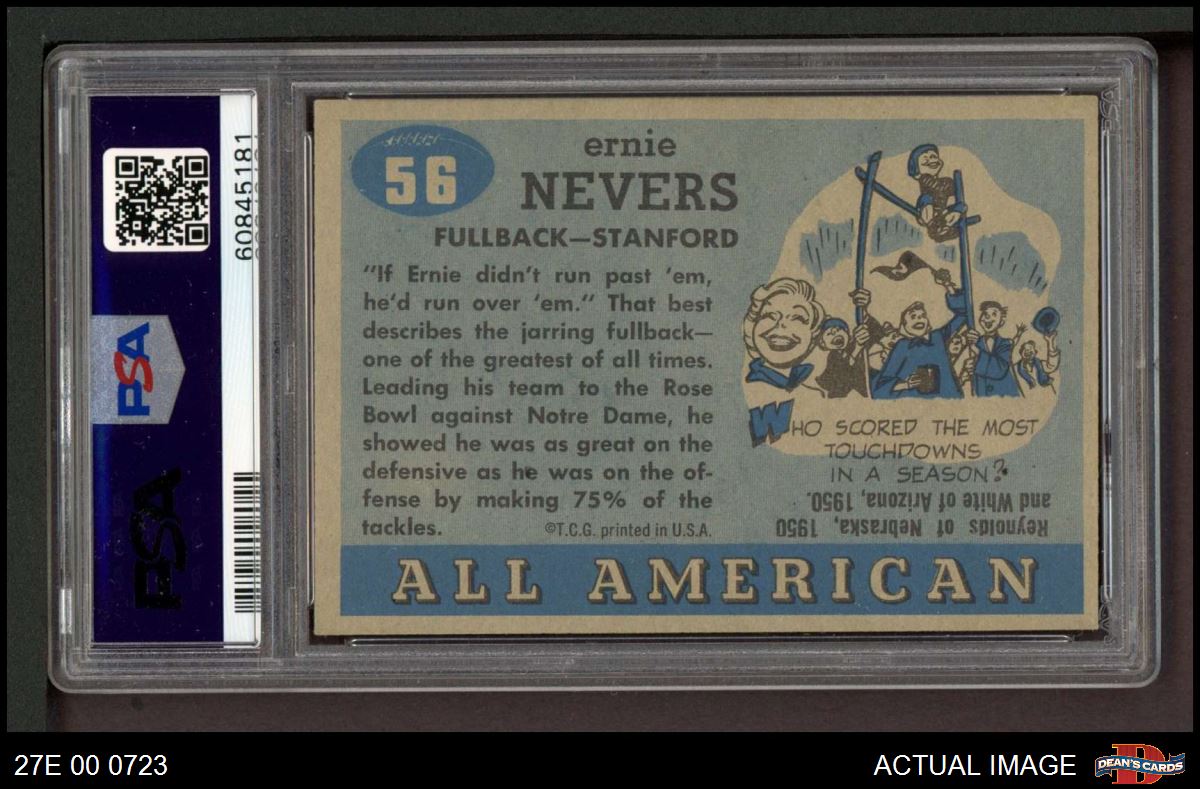 60845181
PSA
PSA
56
ernie
NEVERS
FULLBACK—STANFORD
"If Ernie didn't run past 'em,
he'd run over 'em." That best
describes the jarring fullback—
one of the greatest of all times.
Leading his team to the Rose
Bowl against Notre Dame, he
showed he was as great on the
defensive as he was on the of-
fense by making 75% of the
tackles.
©T.C.G. printed in U.S.A.
WHO SCORED THE MOST
TOUCHDOWNS
IN A SEASON?
Reynolds of Nebraska, 1950
and White of Arizona, 1950.
ALL AMERICAN
27E 00 0723
ACTUAL IMAGE
D
DEAN'S CARDS